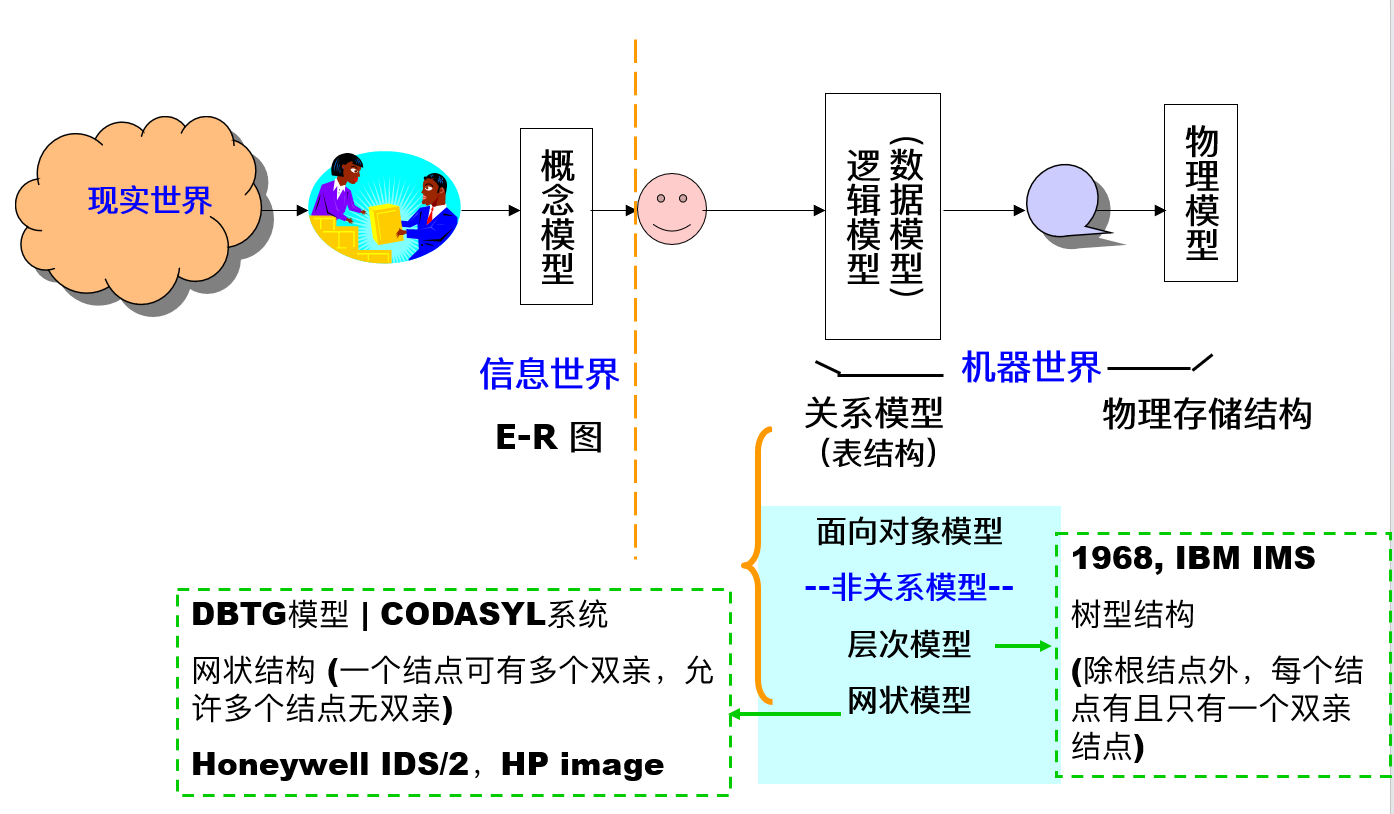 现实世界
概念模型
逻辑模型
(数据模型)
物理模型
信息世界
E-R 图
机器世界
关系模型
（表结构）
物理存储结构
面向对象模型
--非关系模型--
层次模型
网状模型
1968, IBM IMS
树型结构
(除根结点外，每个结
点有且只有一个双亲
结点)
DBTG模型 | CODASYL系统
网状结构 (一个结点可有多个双亲，允
许多个结点无双亲)
Honeywell IDS/2，HP image